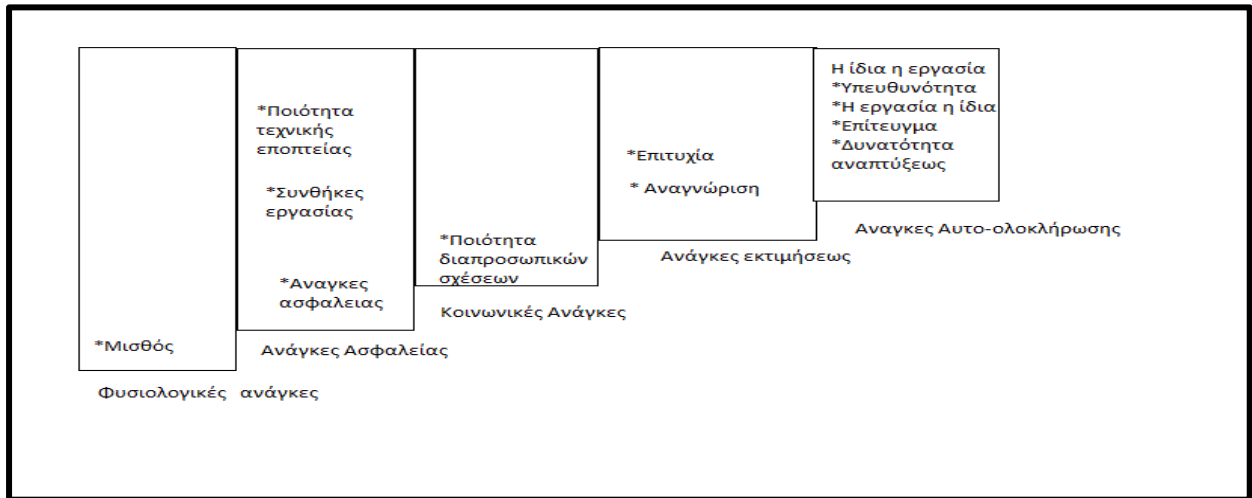 *Μισθός
Φυσιολογικές ανάγκες
*Ποιότητα
τεχνικής
εποπτείας
*Συνθήκες
εργασίας
*Αναγκες
ασφαλειας
Ανάγκες Ασφαλείας
*Ποιότητα
διαπροσωπικών
σχέσεων
Κοινωνικές Ανάγκες
*Επιτυχία
* Αναγνώριση
Ανάγκες εκτιμήσεως
Η ίδια η εργασία
*Υπευθυνότητα
*Η εργασία η ίδια
*Επίτευγμα
*Δυνατότητα
αναπτύξεως
Αναγκες Αυτο-ολοκλήρωσης